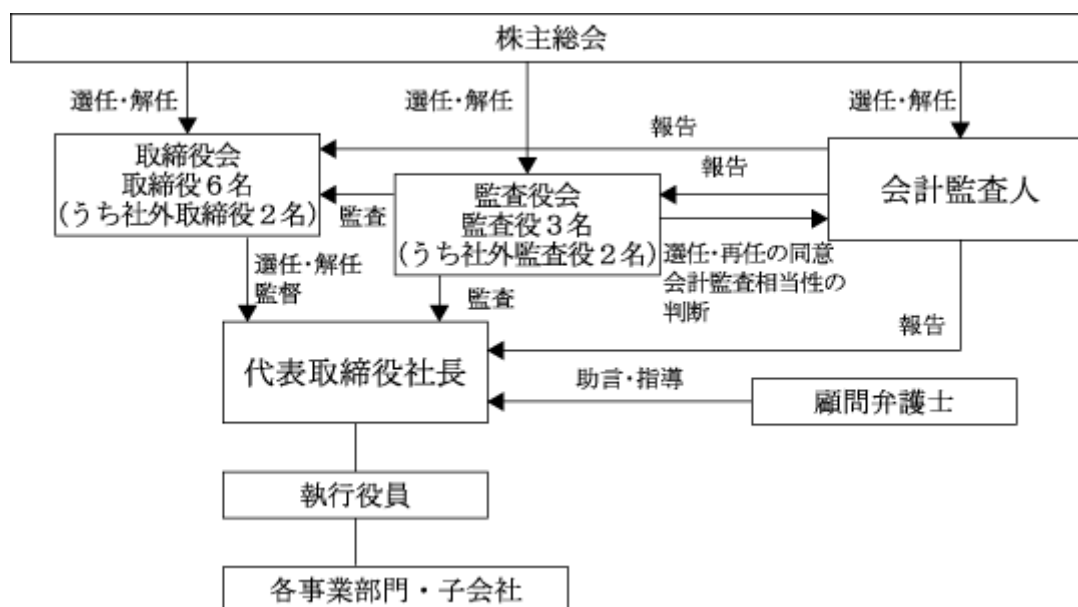 株主総会
選任・解任
選任・解任
選任・解任
報告
取締役会
取締役６名
(うち社外取締役２名)
報告
会計監査人
監査
監査役会
監査役３名
(うち社外監査役２名)
選任・再任の同意
会計監査相当性の
判断
選任・解任
監督
監査
報告
代表取締役社長
助言・指導
顧問弁護士
執行役員
各事業部門・子会社